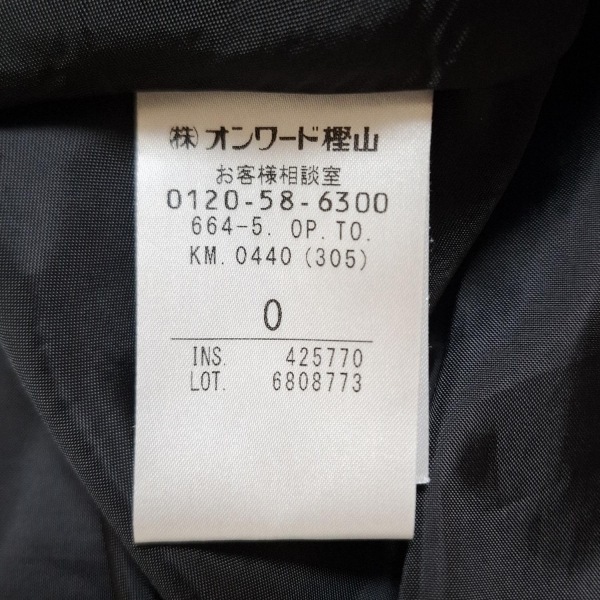 ㈱オンワード樫山
お客様相談室
0120-58-6300
664-5. OP.TO.
KM.0440(305)
0
INS. 425770
LOT. 6808773